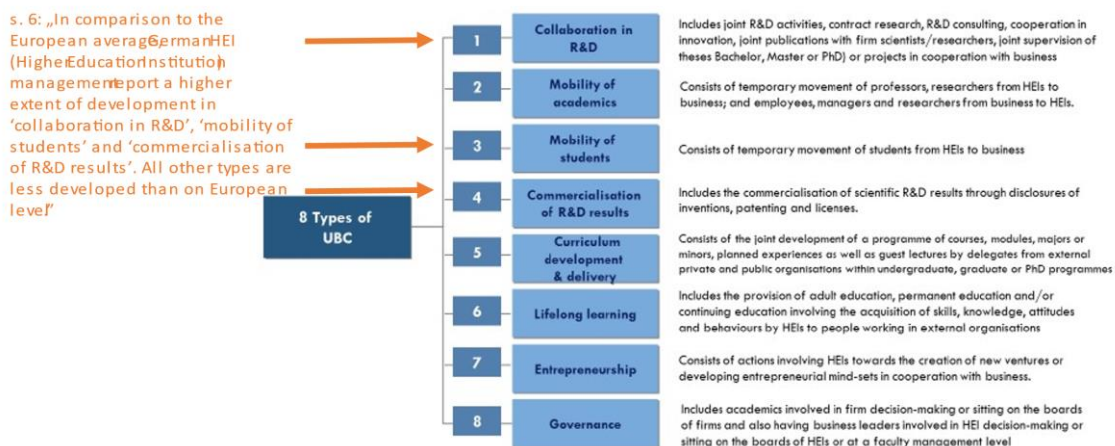 s. 6: „In comparison to the
European average, German HEI
(Higher Education Institution)
management report a higher
extent of development in
‘collaboration in R&D’, ‘mobility of
students’ and ‘commercialisation
of R&D results’. All other types are
less developed than on European
level”
8 Types of
UBC
1
Collaboration in
R&D
Includes joint R&D activities, contract research, R&D consulting, cooperation in
innovation, joint publications with firm scientists/researchers, joint supervision of
theses Bachelor, Master or PhD) or projects in cooperation with business
2
Mobility of
academics
Consists of temporary movement of professors, researchers from HEIs to
business; and employees, managers and researchers from business to HEIs.
3
Mobility of
students
Consists of temporary movement of students from HEIs to business
4
Commercialisation
of R&D results
Includes the commercialisation of scientific R&D results through disclosures of
inventions, patenting and licenses.
5
Curriculum
development
& delivery
Consists of the joint development of a programme of courses, modules, majors or
minors, planned experiences as well as guest lectures by delegates from external
private and public organisations within undergraduate, graduate or PhD programmes
6
Lifelong learning
Includes the provision of adult education, permanent education and/or
continuing education involving the acquisition of skills, knowledge, attitudes
and behaviours by HEIs to people working in external organisations
7
Entrepreneurship
Consists of actions involving HEIs towards the creation of new ventures or
developing entrepreneurial mind-sets in cooperation with business.
8
Governance
Includes academics involved in firm decision-making or sitting on the boards
of firms and also having business leaders involved in HEI decision-making or
sitting on the boards of HEIs or at a faculty management level